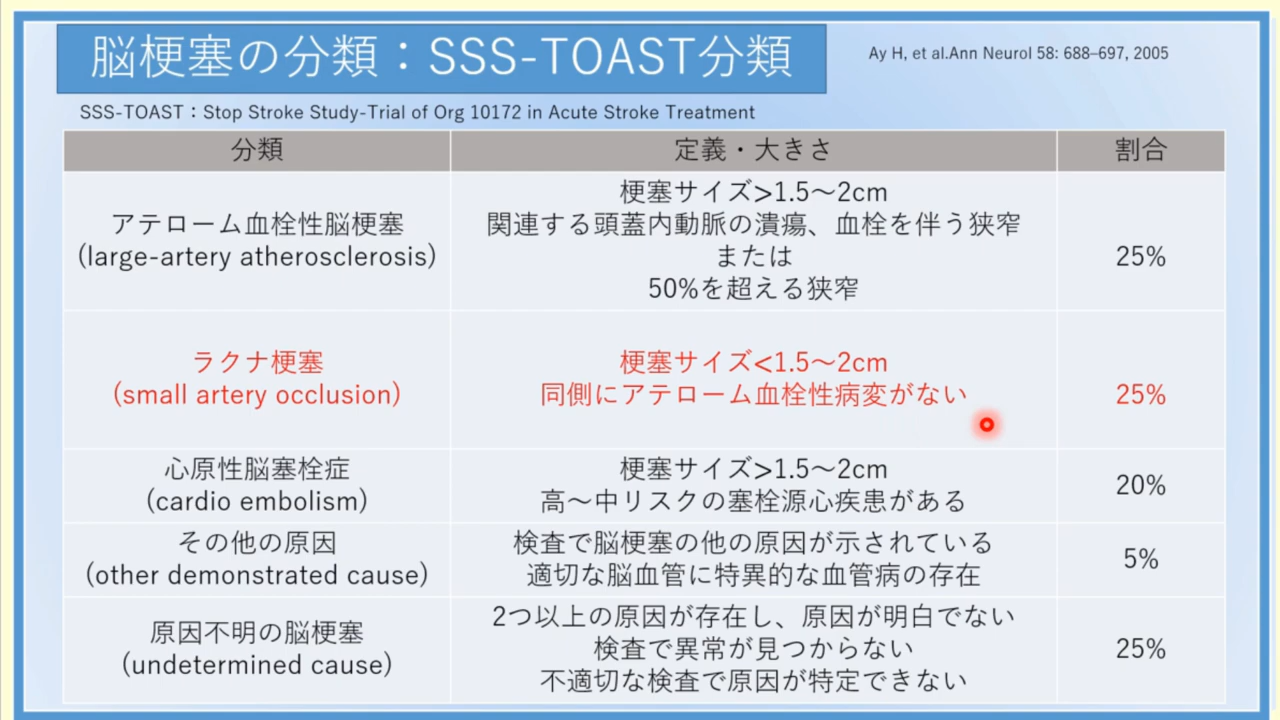 脳梗塞の分類：SSS-TOAST分類
Ay H, et al.Ann Neurol 58: 688–697, 2005
SSS-TOAST：Stop Stroke Study-Trial of Org 10172 in Acute Stroke Treatment
分類
定義・大きさ
割合
アテローム血栓性脳梗塞
(large-artery atherosclerosis)
梗塞サイズ>1.5～2cm
関連する頭蓋内動脈の潰瘍、血栓を伴う狭窄
または
50%を超える狭窄
25%
ラクナ梗塞
(small artery occlusion)
梗塞サイズ<1.5～2cm
同側にアテローム血栓性病変がない
25%
心原性脳塞栓症
(cardio embolism)
梗塞サイズ>1.5～2cm
高～中リスクの塞栓源心疾患がある
20%
その他の原因
(other demonstrated cause)
検査で脳梗塞の他の原因が示されている
適切な脳血管に特異的な血管病の存在
5%
原因不明の脳梗塞
(undetermined cause)
2つ以上の原因が存在し、原因が明白でない
検査で異常が見つからない
不適切な検査で原因が特定できない
25%